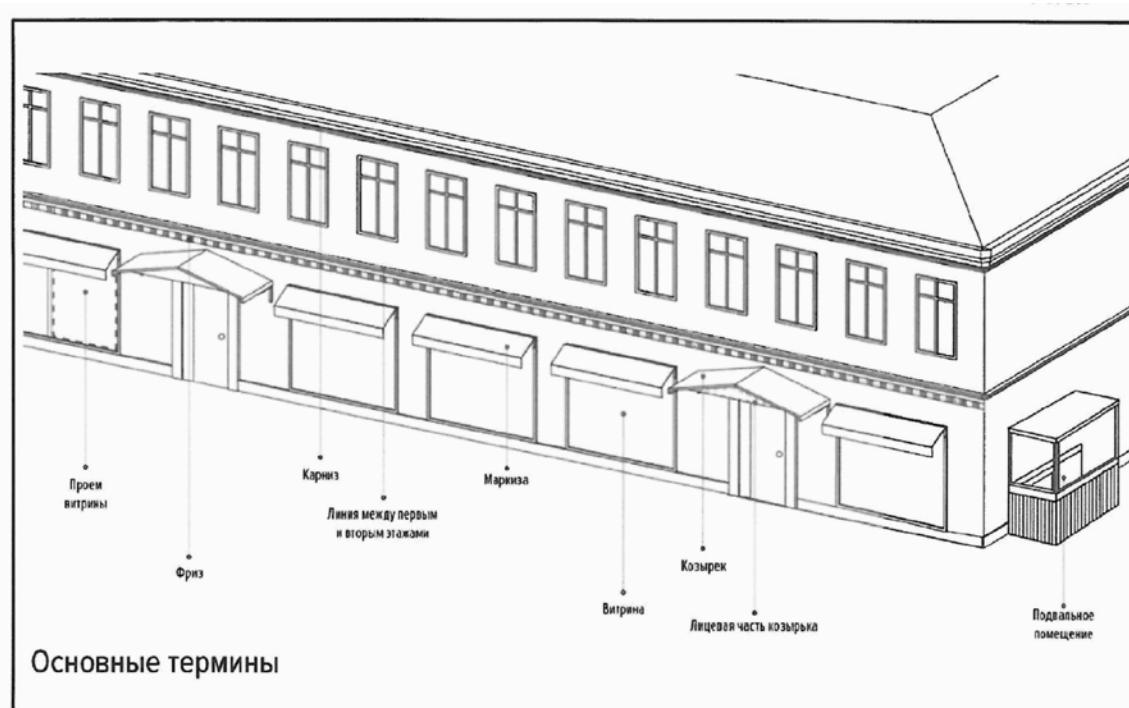 Проем
витрины
Фриз
Карниз
Линия между первым
и вторым этажами
Маркиза
Витрина
Козырек
Лицевая часть козырька
Подвальное
помещение
Основные термины